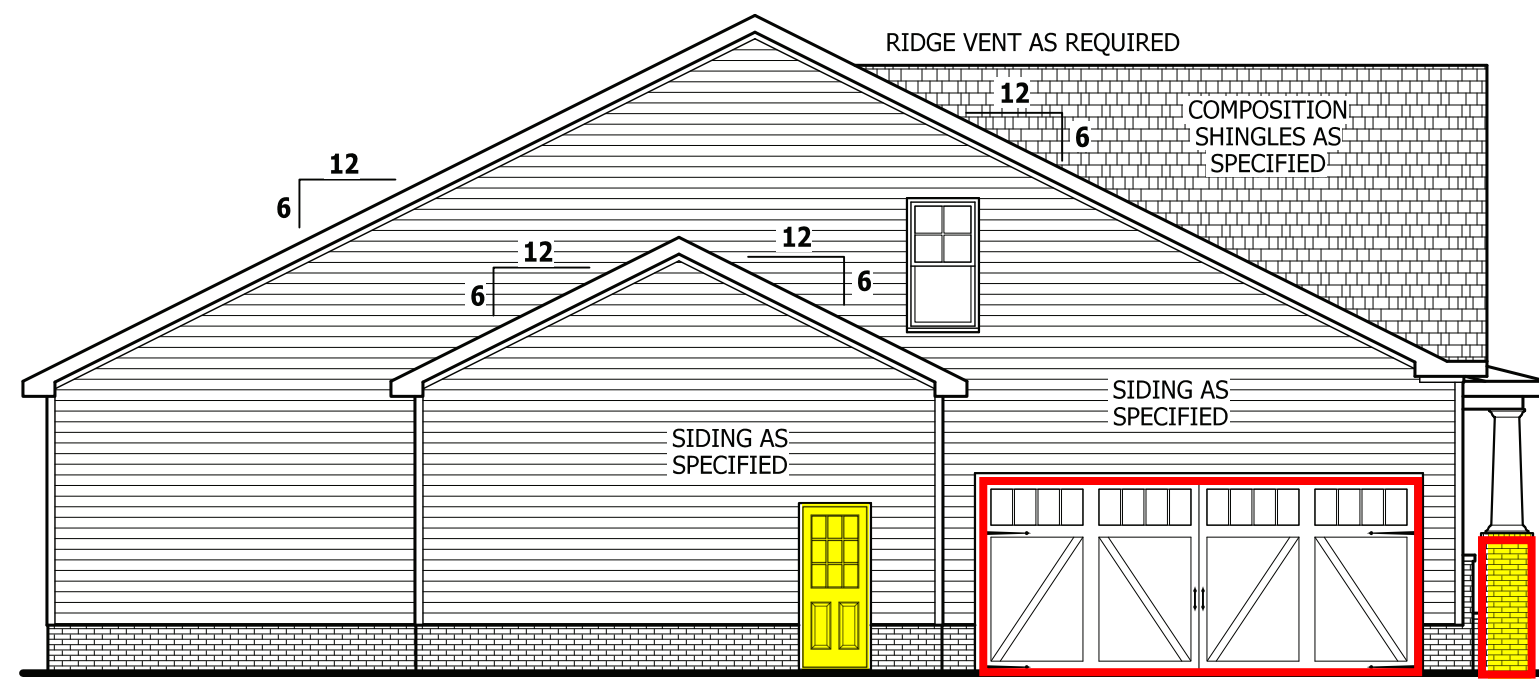 RIDGE VENT AS REQUIRED
12
6
COMPOSITION
SHINGLES AS
SPECIFIED
12
6
12
6
12
6
SIDING AS
SPECIFIED
SIDING AS
SPECIFIED